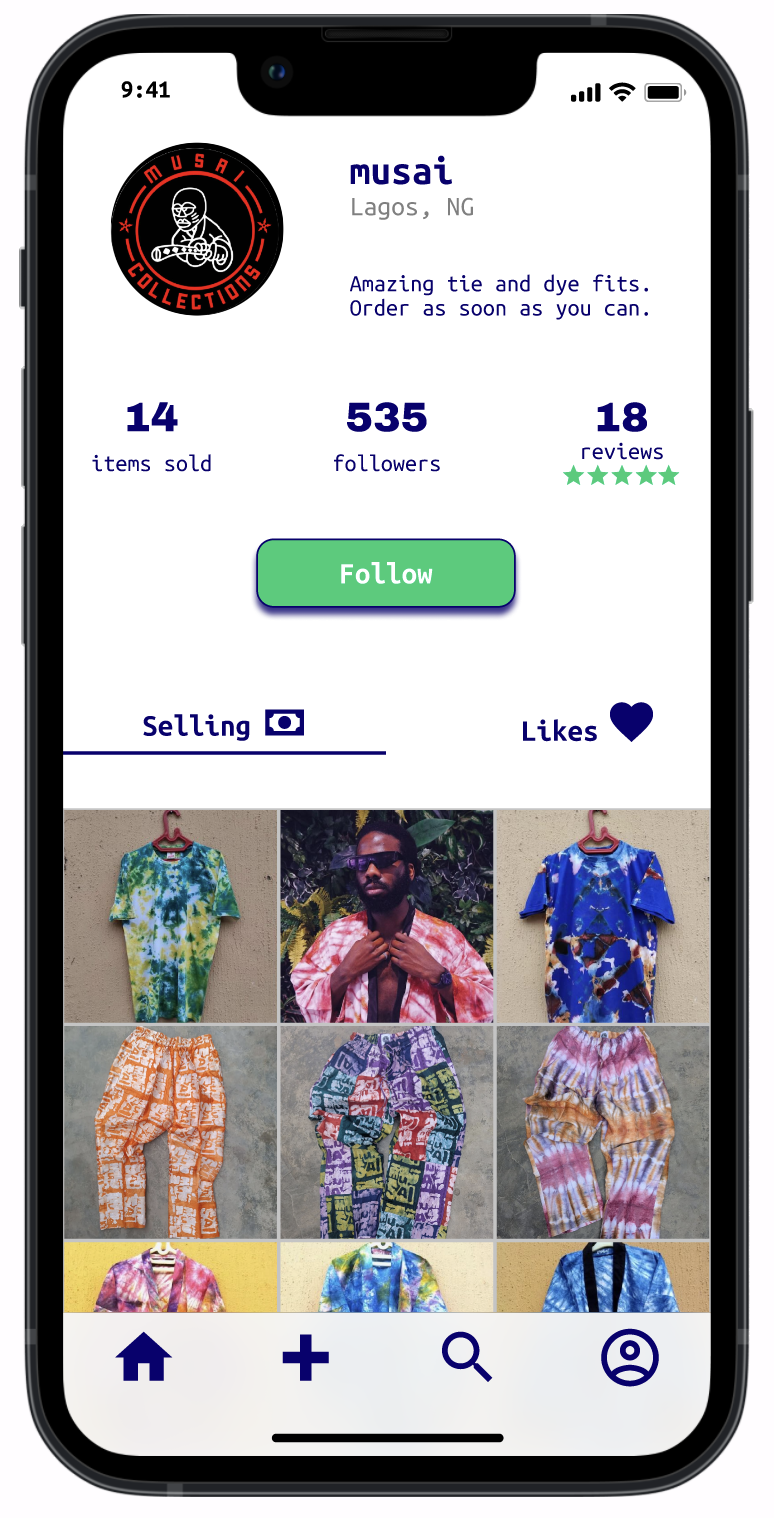 9:41
MUSAI
COLLECTIONS
musai
Lagos, NG
Amazing tie and dye fits.
Order as soon as you can.
14
items sold
535
followers
18
reviews
Follow
Selling
Likes